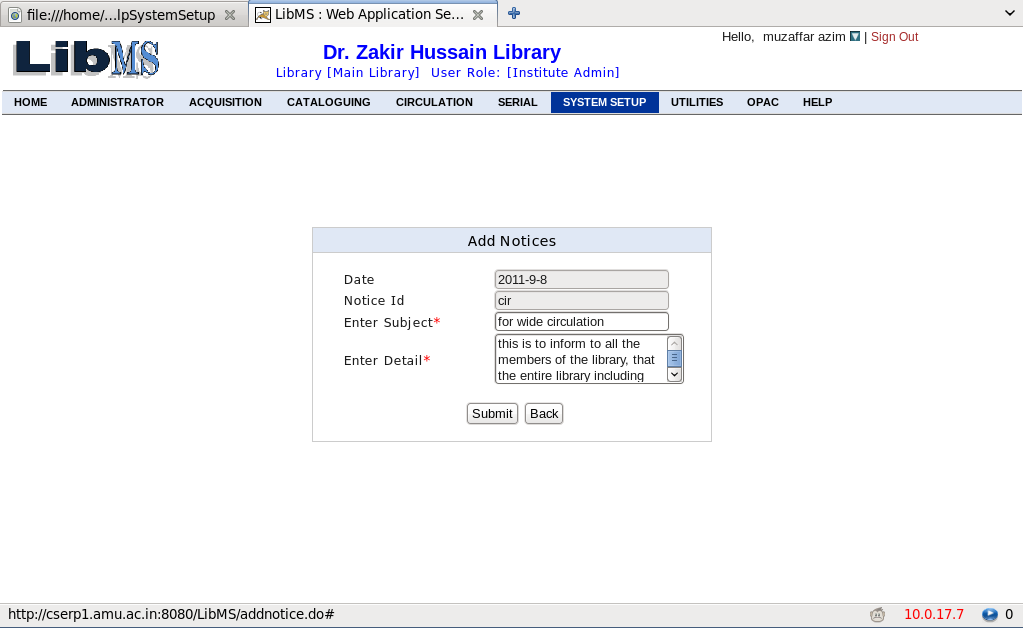 file:///home/...lpSystemSetup
LibMS : Web Application Se...
LibMS
Hello, muzaffar azim | Sign Out
Dr. Zakir Hussain Library
Library [Main Library] User Role: [Institute Admin]
HOME ADMINISTRATOR ACQUISITION CATALOGUING CIRCULATION SERIAL SYSTEM SETUP UTILITIES OPAC HELP
Add Notices
Date 2011-9-8
Notice Id cir
Enter Subject* for wide circulation
Enter Detail* this is to inform to all the
members of the library, that
the entire library including
Submit Back
http://cserp1.amu.ac.in:8080/LibMS/addnotice.do# 10.0.17.7 0